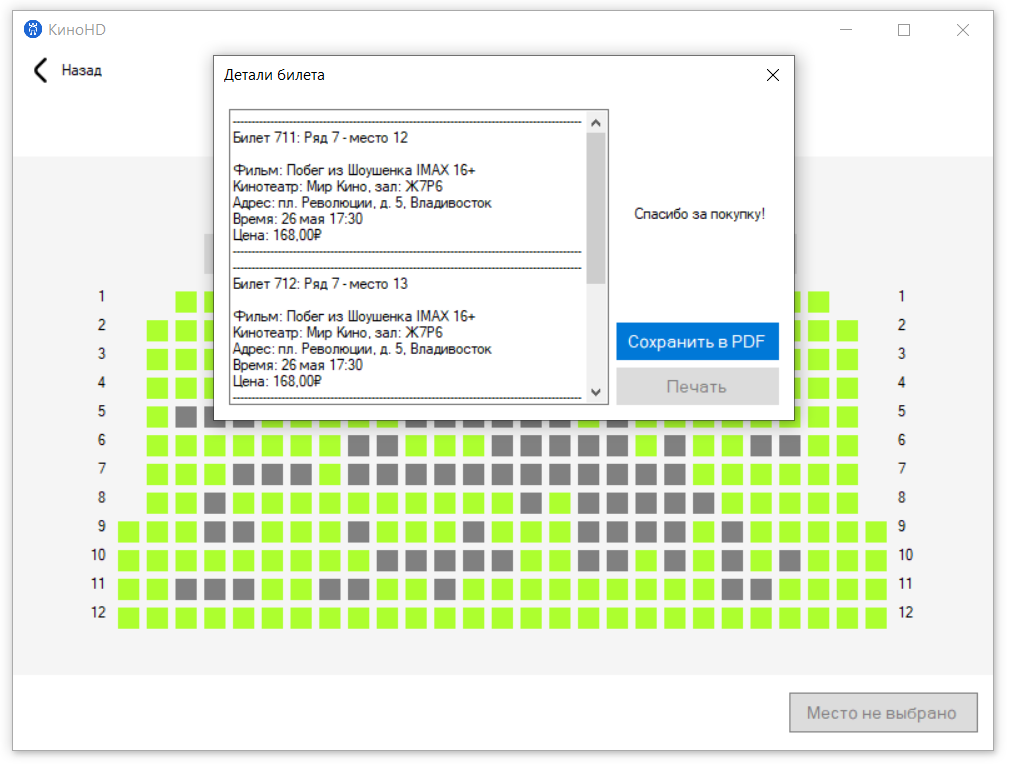 КиноHD
Назад
Детали билета
Билет 711: Ряд 7 - место 12
Фильм: Побег из Шоушенка IMAX 16+
Кинотеатр: Мир Кино, зал: Ж7Р6
Адрес: пл. Революции, д. 5, Владивосток
Время: 26 мая 17:30
Цена: 168,00₽
Билет 712: Ряд 7 - место 13
Фильм: Побег из Шоушенка IMAX 16+
Кинотеатр: Мир Кино, зал: Ж7Р6
Адрес: пл. Революции, д. 5, Владивосток
Время: 26 мая 17:30
Цена: 168,00₽
Спасибо за покупку!
Сохранить в PDF
Печать
1 1
2 2
3 3
4 4
5 5
6 6
7 7
8 8
9 9
10 10
11 11
12 12
Место не выбрано